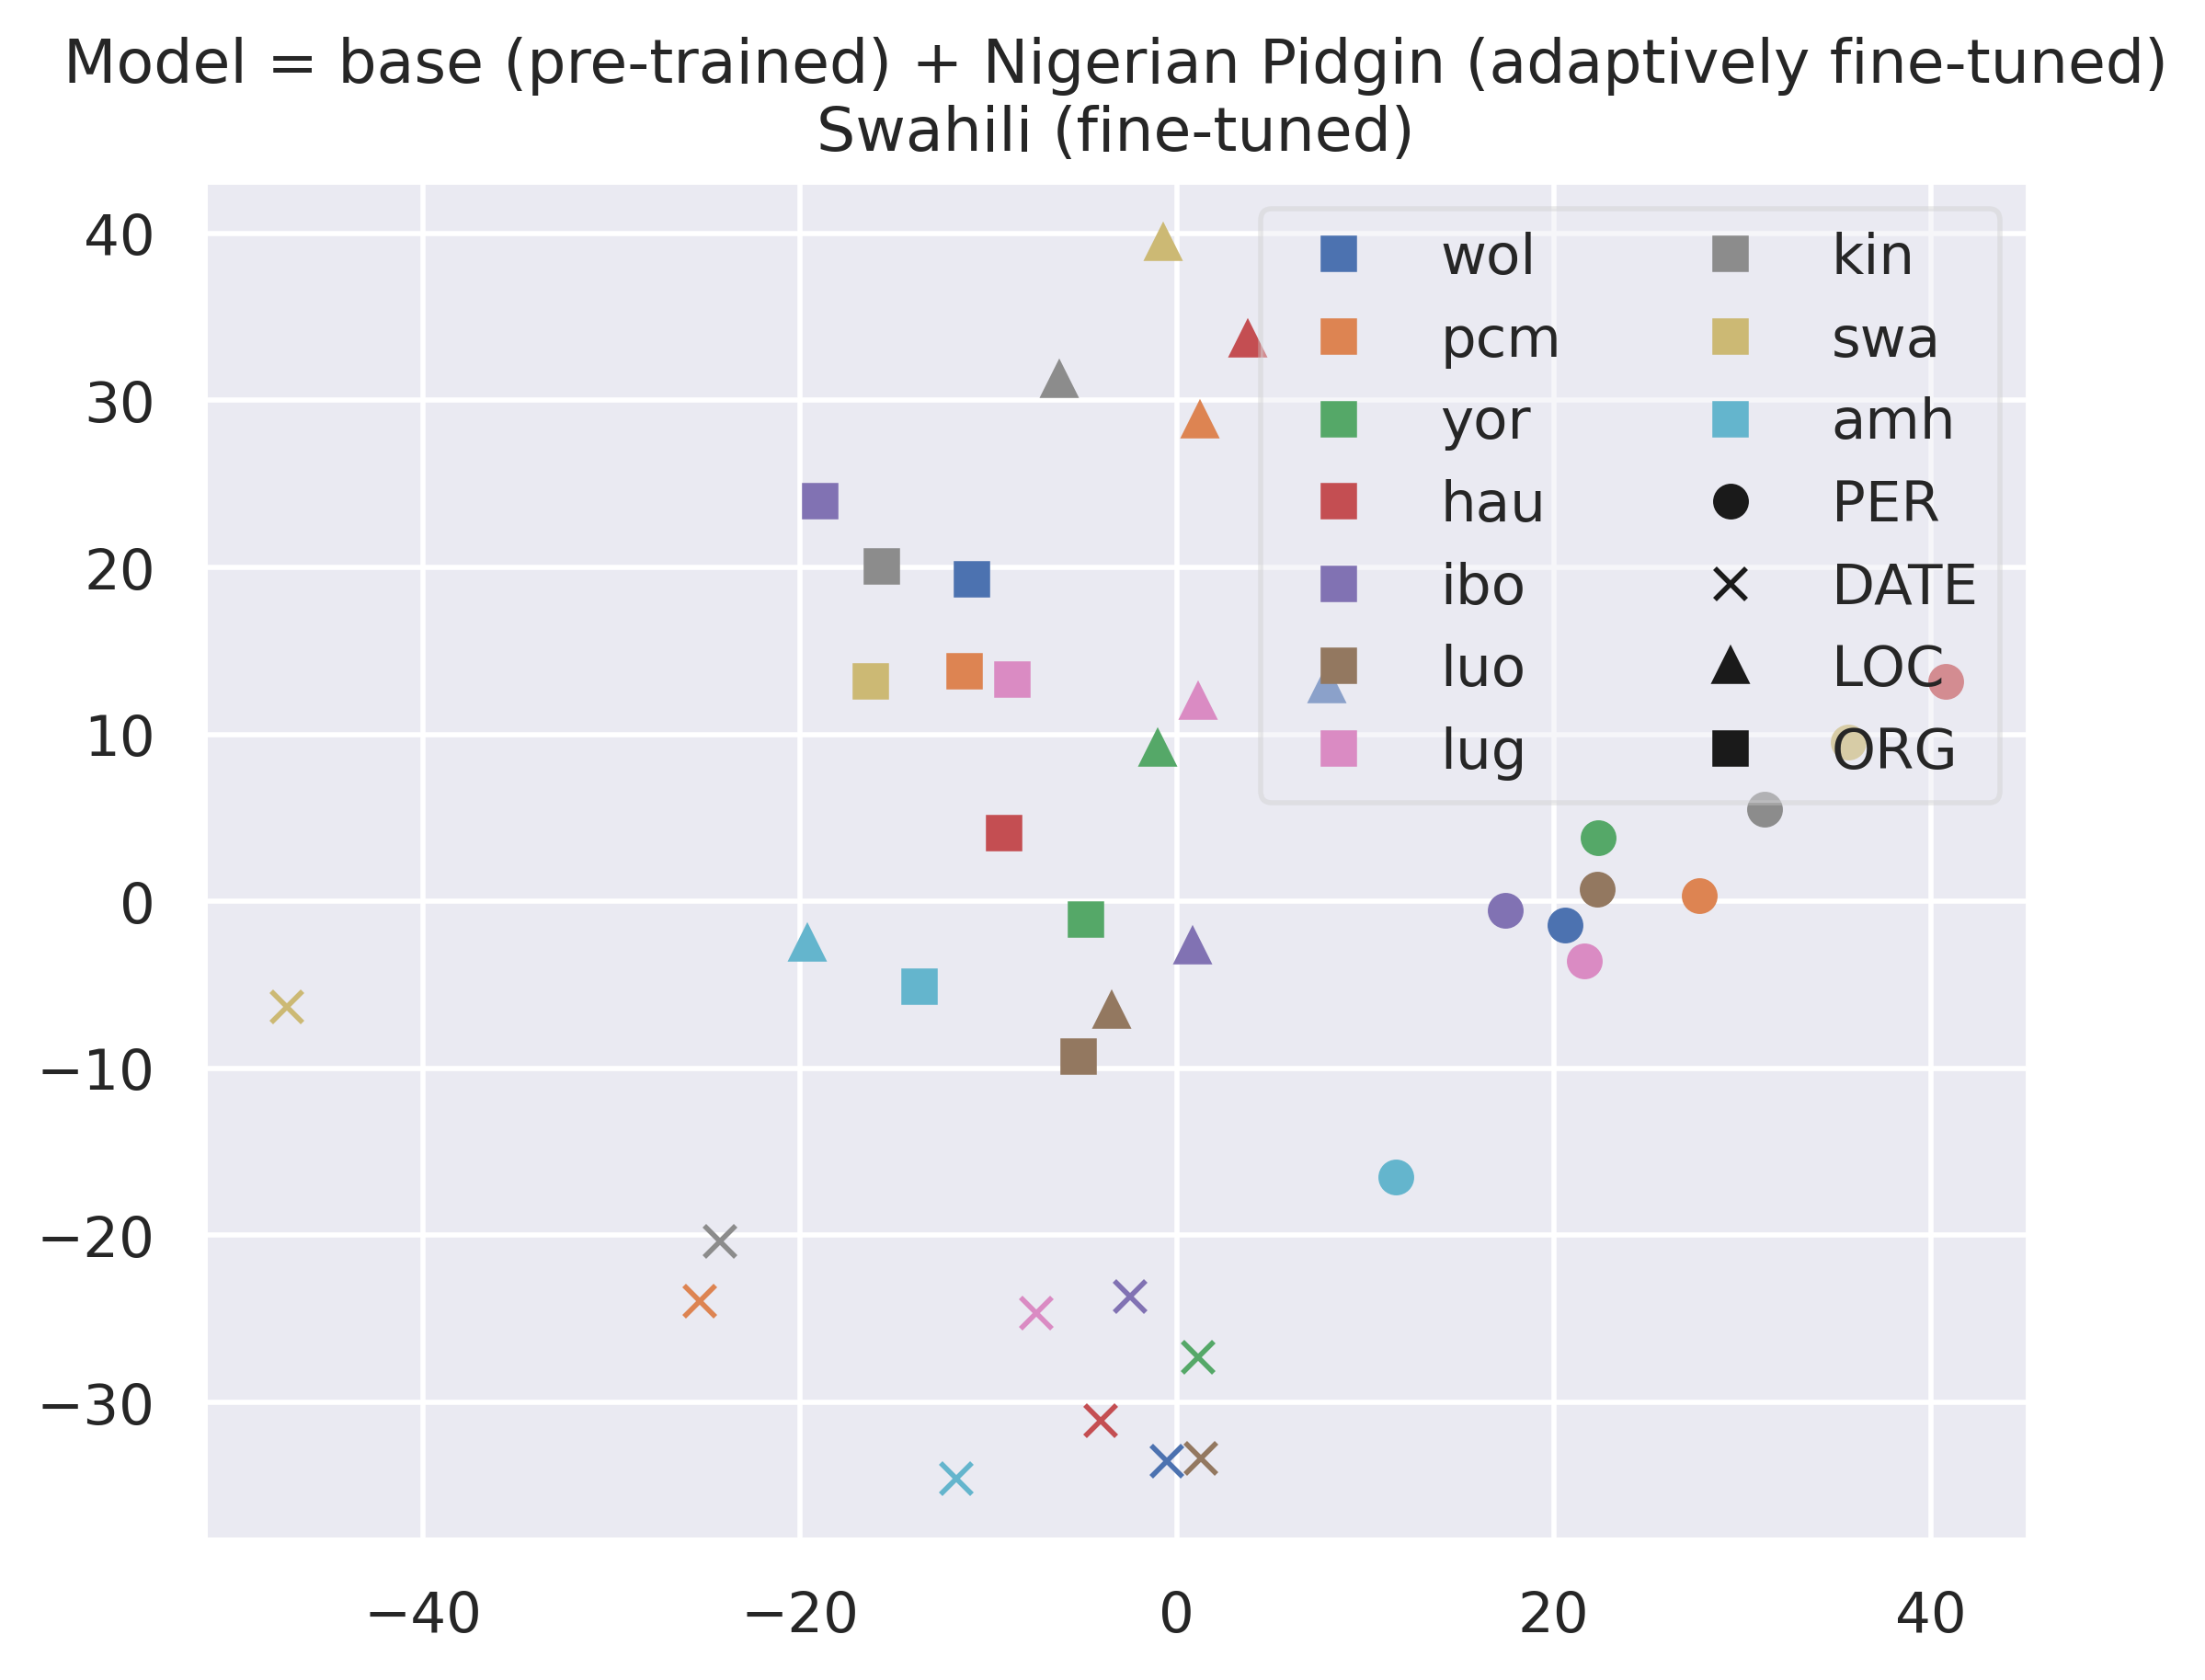 Model = base (pre-trained) + Nigerian Pidgin (adaptively fine-tuned)
Swahili (fine-tuned)
40
30
20
10
0
−10
−20
−30
−40
−20
0
20
40
wol
pcm
yor
hau
ibo
luo
lug
kin
swa
amh
PER
DATE
LOC
ORG